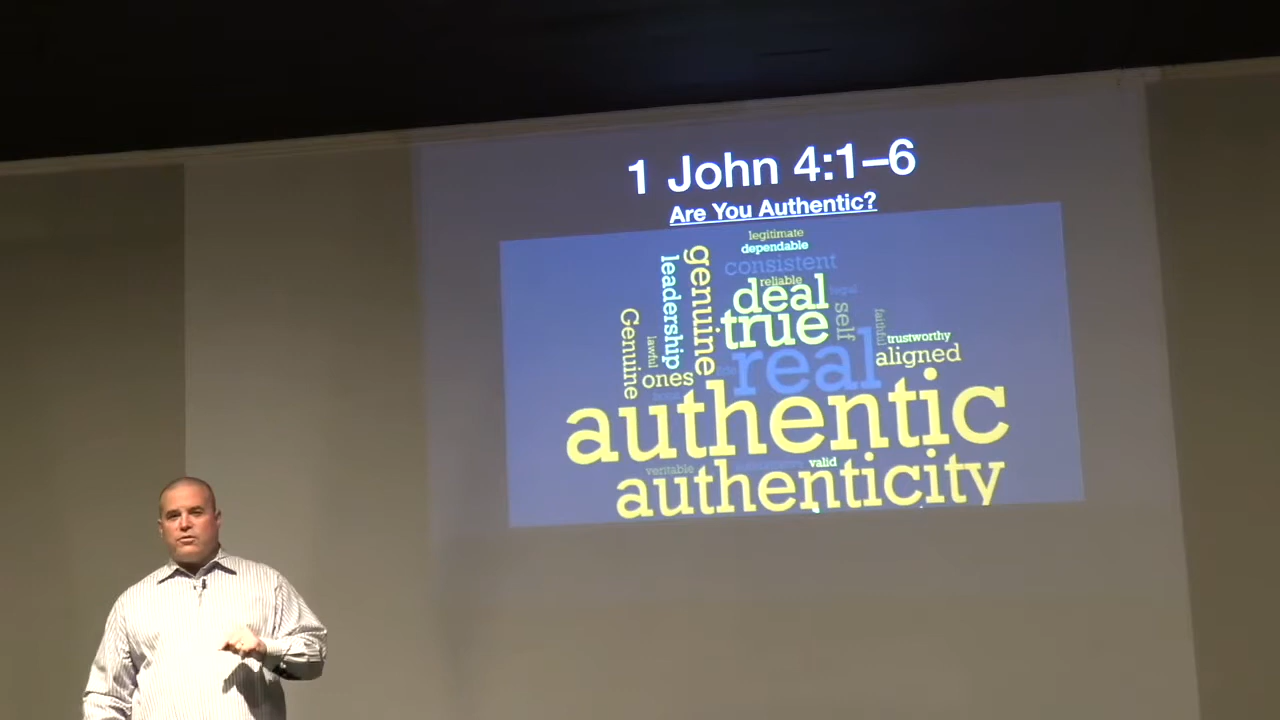 1 John 4:1–6
Are You Authentic?
legitimate
dependable
consistent
reliable
deal
legal
true
self
genuine
leadership
Genuine
lawful
faithful
trustworthy
aligned
real
ones
authentic
veritable
valid
authenticity